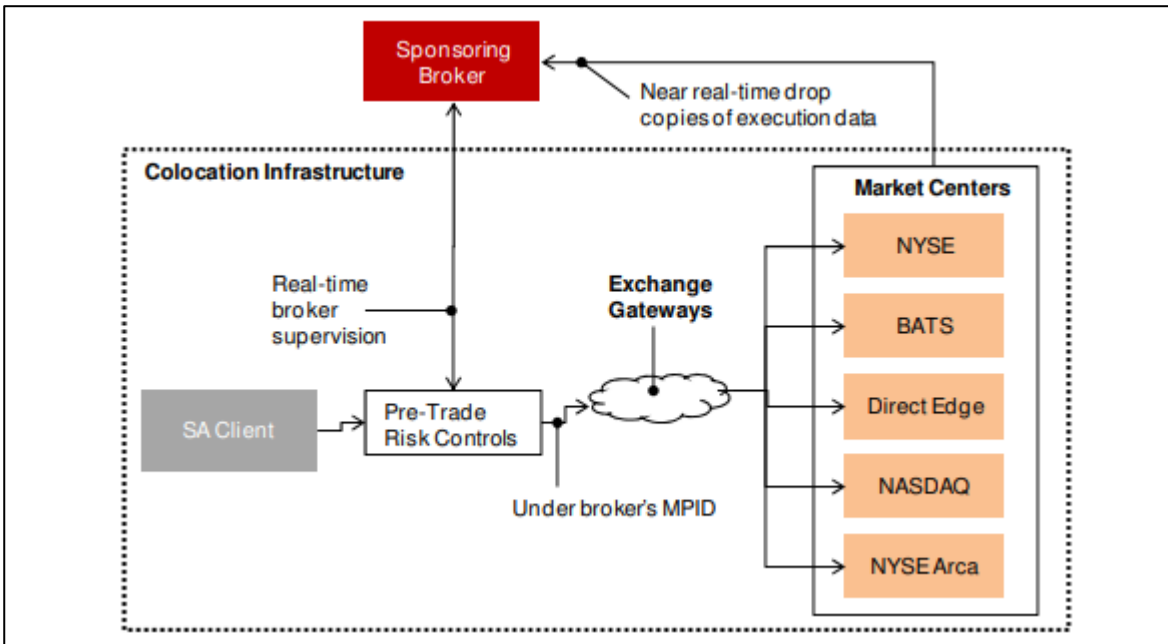 Sponsoring
Broker
Near real-time drop
copies of execution data
Colocation Infrastructure
Market Centers
NYSE
Real-time
broker
supervision
Exchange
Gateways
BATS
SA Client
Pre-Trade
Risk Controls
Direct Edge
Under broker's MPID
NASDAQ
NYSE Arca